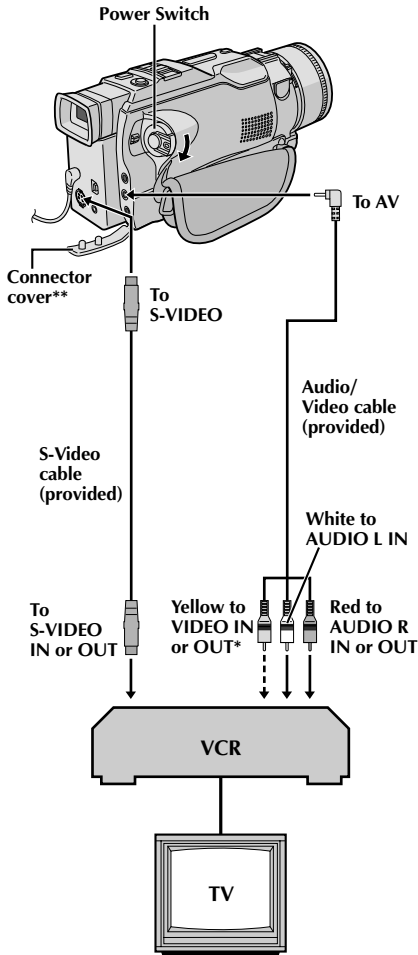 Power Switch
To AV
Connector
cover**
To
S-VIDEO
Audio/
Video cable
(provided)
S-Video
cable
(provided)
White to
AUDIO L IN
To
S-VIDEO
IN or OUT
Yellow to
VIDEO IN
or OUT*
Red to
AUDIO R
IN or OUT
VCR
TV